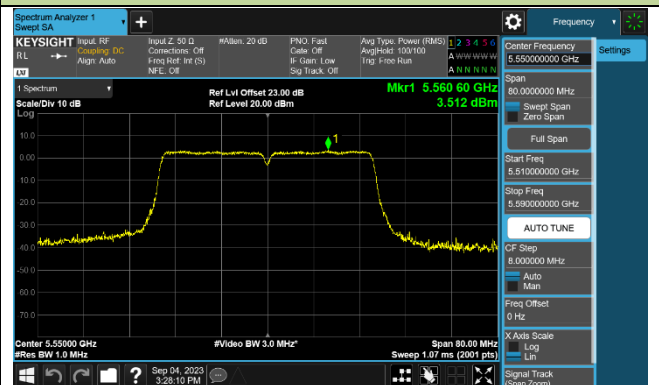 Spectrum Analyzer 1
Swept SA
Frequency
KEYSIGHT
RL
LXI
Input: RF
Coupling: DC
Align: Auto
Input Z: 50 Ω
Corrections: Off
Freq Ref: Int (S)
NFE: Off
#Atten: 20 dB
PNO: Fast
Gate: Off
IF Gain: Low
Sig Track: Off
Avg Type: Power (RMS)
Avg|Hold: 100/100
Trig: Free Run
1 2 3 4 5 6
A W W W W W
A N N N N N
Settings
1 Spectrum
Scale/Div 10 dB
Log
Ref Lvl Offset 23.00 dB
Ref Level 20.00 dBm
Mkr1 5.560 60 GHz
3.512 dBm
1
10.0
0.00
-10.0
-20.0
-30.0
-40.0
-50.0
-60.0
-70.0
Center 5.55000 GHz
#Res BW 1.0 MHz
#Video BW 3.0 MHz*
Span 80.00 MHz
Sweep 1.07 ms (2001 pts)
Center Frequency
5.550000000 GHz
Span
80.0000000 MHz
Swept Span
Zero Span
Full Span
Start Freq
5.510000000 GHz
Stop Freq
5.590000000 GHz
AUTO TUNE
CF Step
8.000000 MHz
Auto
Man
Freq Offset
0 Hz
X Axis Scale
Log
Lin
Signal Track
(Span Zoom)
Sep 04, 2023
3:28:10 PM